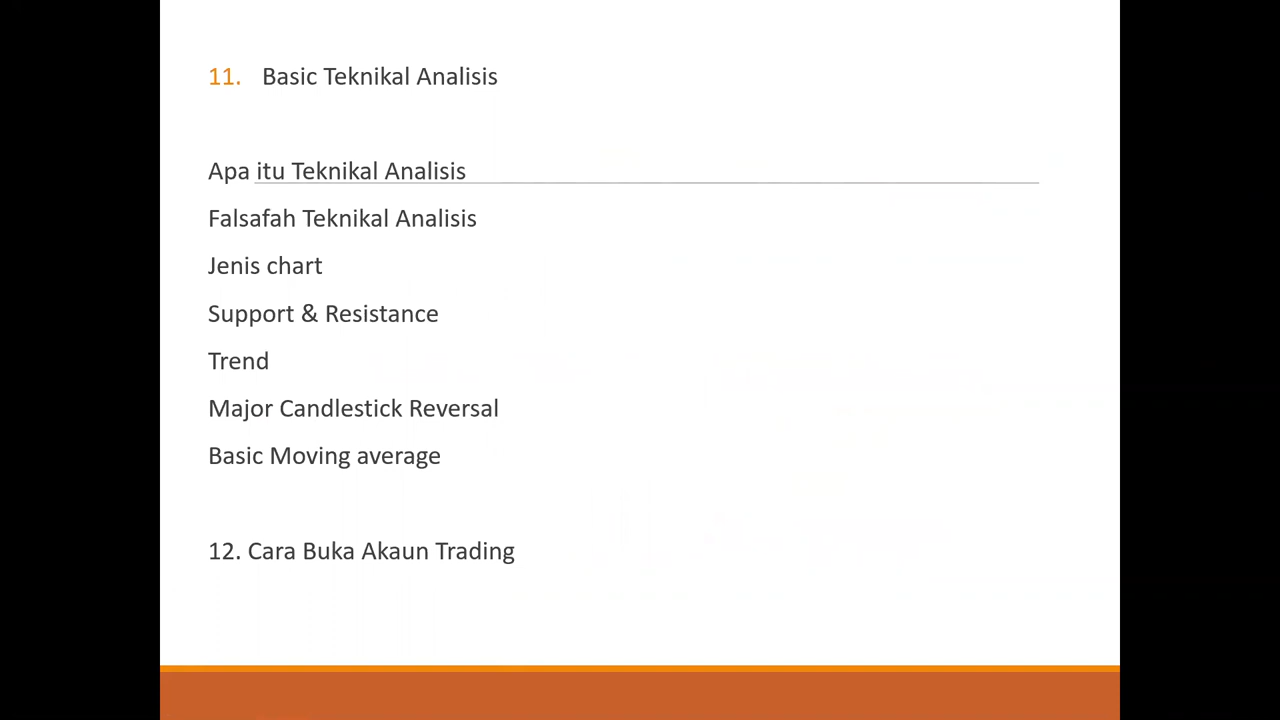 11. Basic Teknikal Analisis
Apa itu Teknikal Analisis
Falsafah Teknikal Analisis
Jenis chart
Support & Resistance
Trend
Major Candlestick Reversal
Basic Moving average
12. Cara Buka Akaun Trading